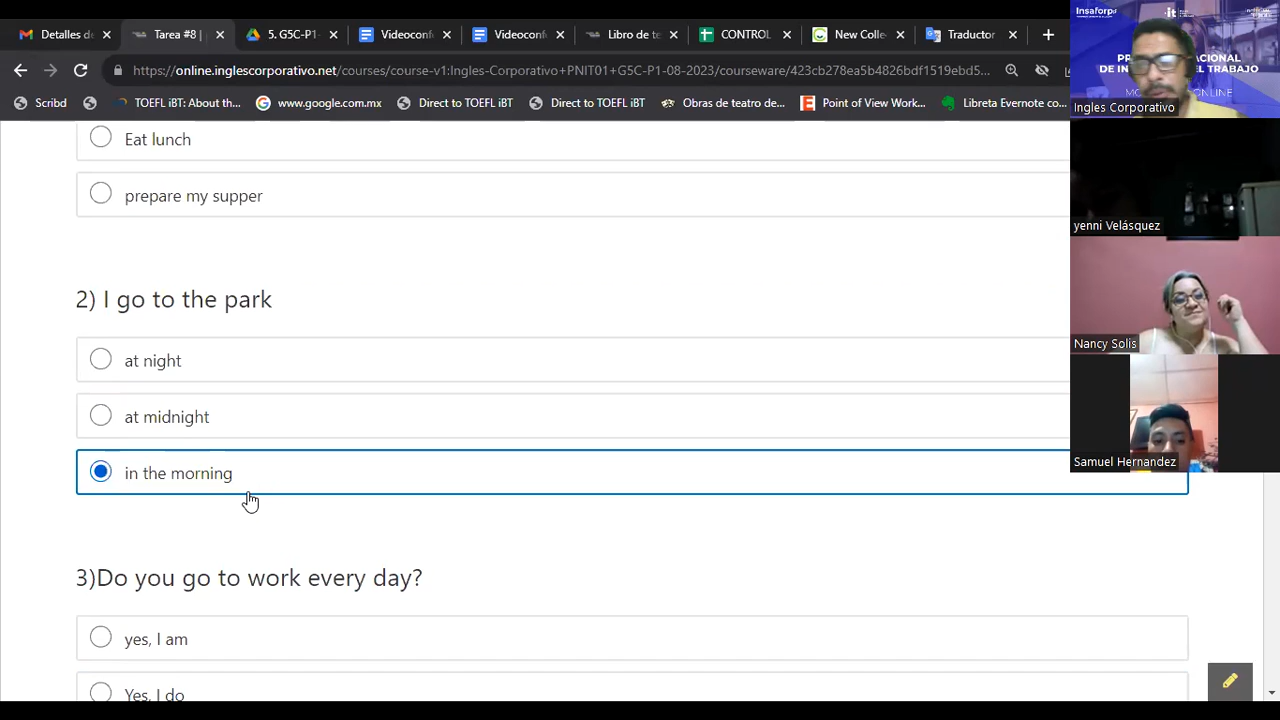 Detalles de
Tarea #8 |
5. G5C-P1-
Videoconf
Videoconf
Libro de te
CONTROL
New Colle
Traductor
https://online.inglescorporativo.net/courses/course-v1:Ingles-Corporativo+PNIT01+G5C-P1-08-2023/courseware/423cb278ea5b4826bdf1519ebd5...
Scribd
TOEFL iBT: About th...
www.google.com.mx
Direct to TOEFL iBT
Direct to TOEFL iBT
Obras de teatro de...
Point of View Work...
Libreta Evernote co...
Eat lunch
prepare my supper
2) I go to the park
at night
at midnight
in the morning
3)Do you go to work every day?
yes, I am
Yes, I do
Insaforp
it
Ingles Corporativo
yenni Velásquez
Nancy Solis
Samuel Hernandez